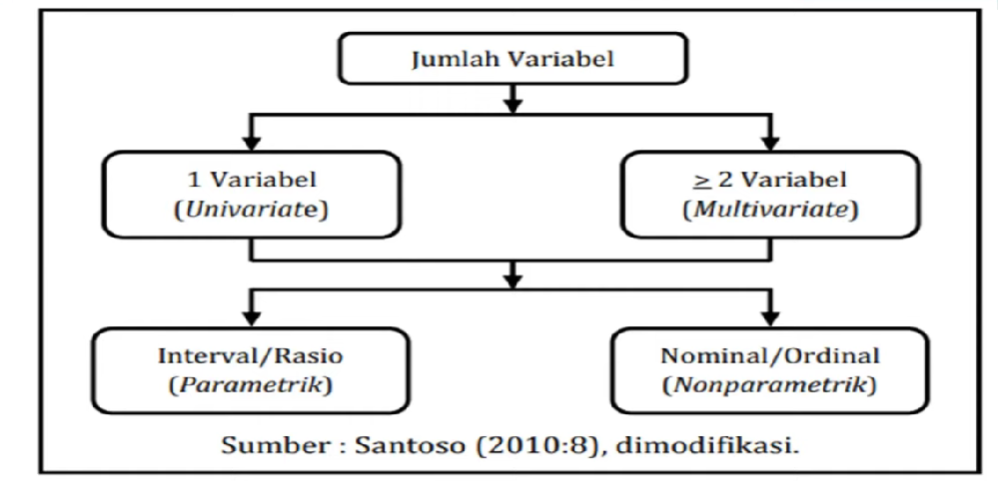 Jumlah Variabel
1 Variabel
(Univariate)
≥ 2 Variabel
(Multivariate)
Interval/Rasio
(Parametrik)
Nominal/Ordinal
(Nonparametrik)
Sumber : Santoso (2010:8), dimodifikasi.